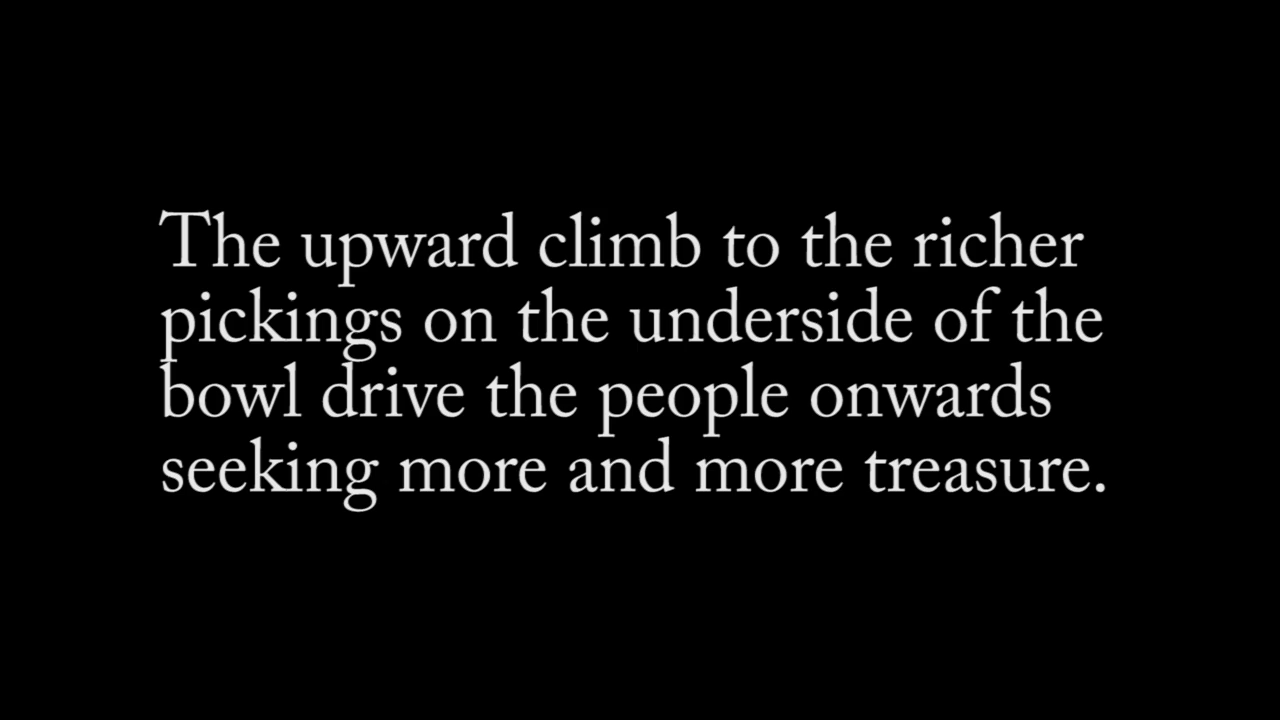 The upward climb to the richer
pickings on the underside of the
bowl drive the people onwards
seeking more and more treasure.